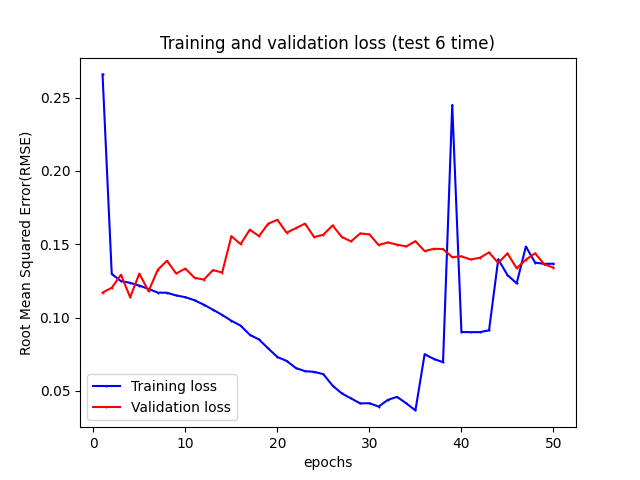 Training and validation loss (test 6 time)
Root Mean Squared Error(RMSE)
0.25
0.20
0.15
0.10
0.05
Training loss
Validation loss
0
10
20
30
40
50
epochs